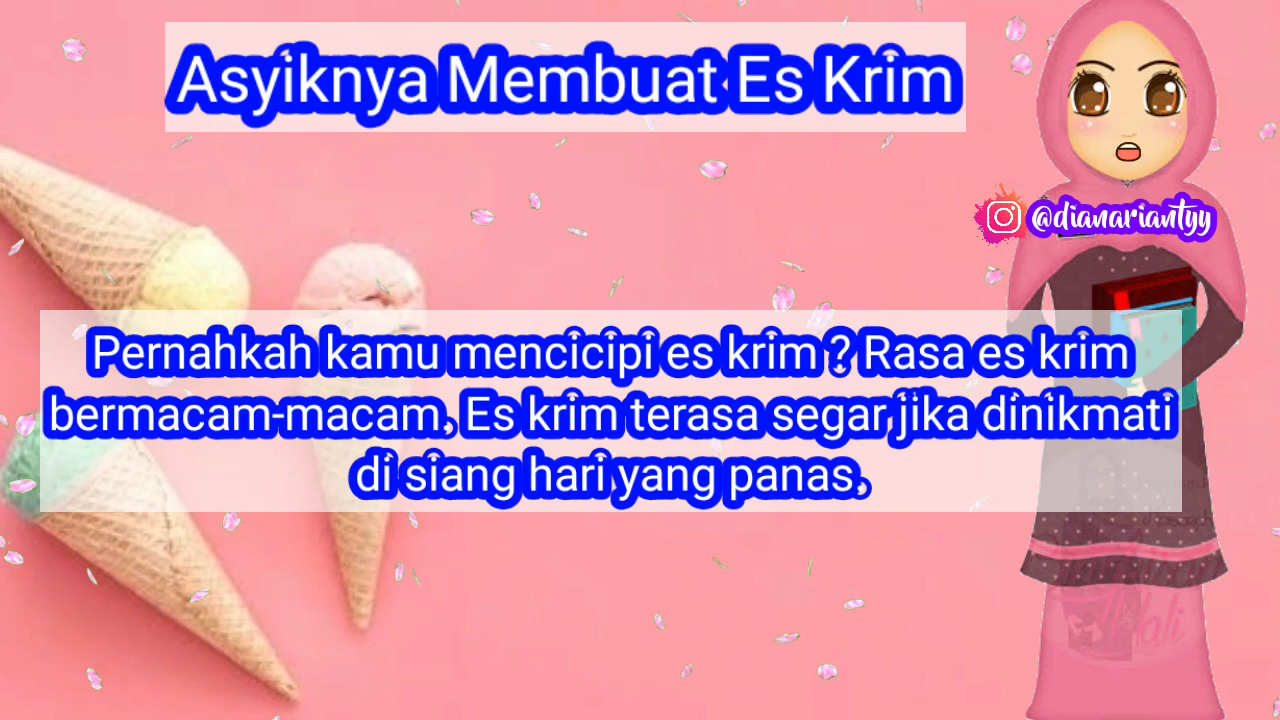 Asyiknya Membuat Es Krim
@dianariantyy
Pernahkah kamu mencicipi es krim ? Rasa es krim
bermacam-macam. Es krim terasa segar jika dinikmati
di siang hari yang panas.